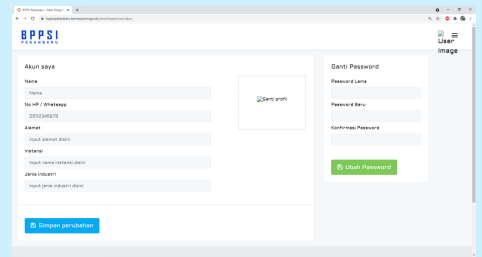 BPPSI
PEKANBARU
User
Image
Akun saya
Nama
Name
No HP / Whatsapp
Alamat
Input alamat disini
Instansi
Input nama instansi disini
Jenis Industri
Input jenis industri disini
Simpan perubahan
Ganti profil
Ganti Password
Password Lama
Password Baru
Konfirmasi Password
Ubah Password